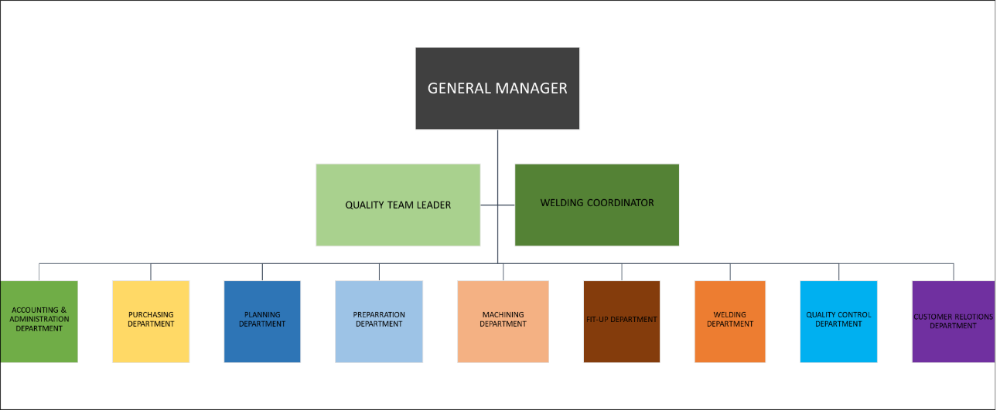 GENERAL MANAGER
QUALITY TEAM LEADER
WELDING COORDINATOR
ACCOUNTING &
ADMINISTRATION
DEPARTMENT
PURCHASING
DEPARTMENT
PLANNING
DEPARTMENT
PREPARRATION
DEPARTMENT
MACHINING
DEPARTMENT
FIT-UP DEPARTMENT
WELDING
DEPARTMENT
QUALITY CONTROL
DEPARTMENT
CUSTOMER RELOTIONS
DEPARTMENT